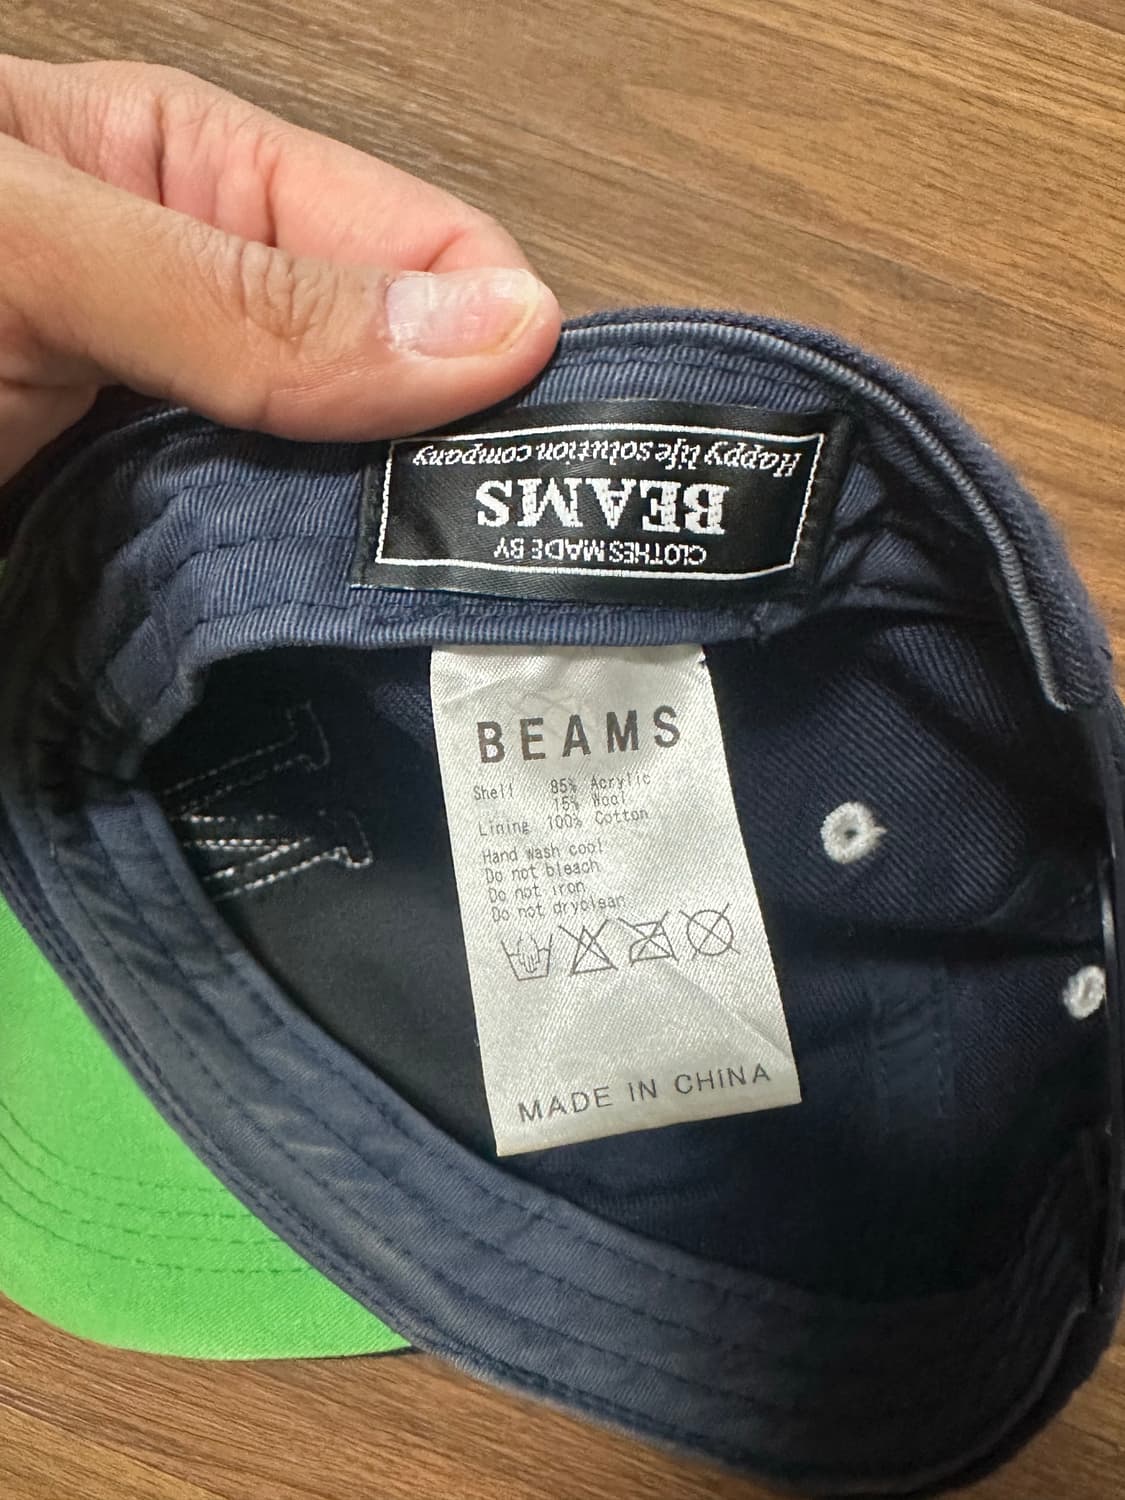 CLOTHES MADE BY
BEAMS
Happy life solution company
BEAMS
Shell 85% Acrylic
15% Wool
Lining 100% Cotton
Hand wash cool
Do not bleach
Do not iron
Do not dryclean
MADE IN CHINA